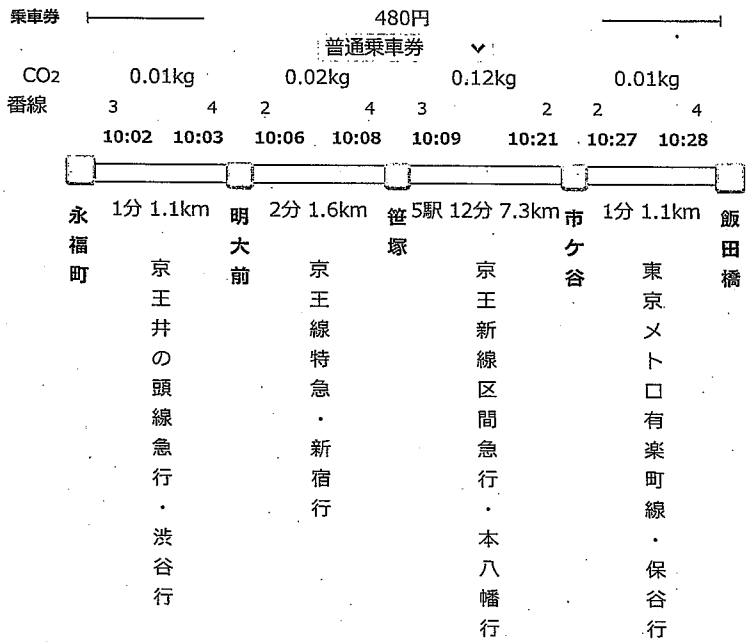 乗車券 480円
普通乗車券
CO2 0.01kg 0.02kg 0.12kg 0.01kg
番線 3 4 2 4 3 2 2 4
10:02 10:03 10:06 10:08 10:09 10:21 10:27 10:28
1分 1.1km 2分 1.6km 5駅 12分 7.3km 1分 1.1km
永福町
京王井の頭線急行・渋谷行
明大前
京王線特急・新宿行
笹塚
京王新線区間急行・本八幡行
市ケ谷
東京メトロ有楽町線・保谷行
飯田橋